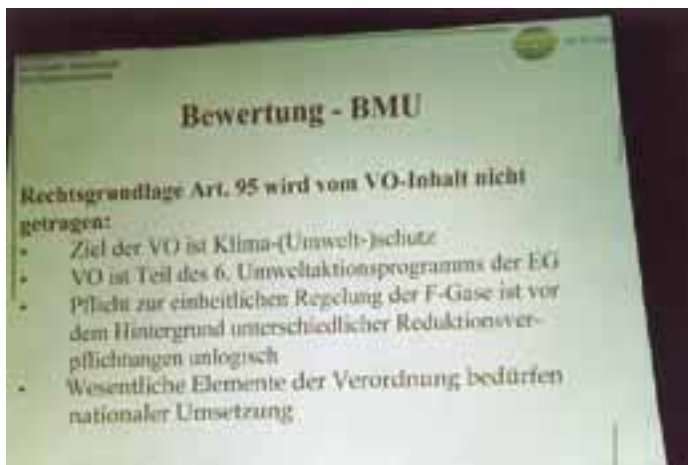 Bewertung - BMU
Rechtsgrundlage Art. 95 wird vom VO-Inhalt nicht
getragen:
• Ziel der VO ist Klima-(Umwelt-)schutz
• VO ist Teil des 6. Umweltaktionsprogramms der EG
• Pflicht zur einheitlichen Regelung der F-Gase ist vor
dem Hintergrund unterschiedlicher Reduktionsver-
pflichtungen unlogisch
• Wesentliche Elemente der Verordnung bedürfen
nationaler Umsetzung